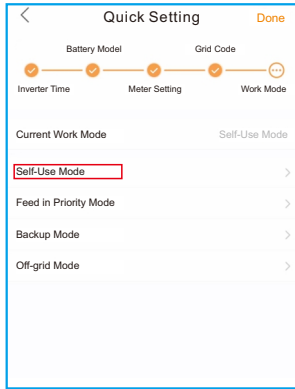 Quick Setting Done
Battery Model Grid Code
Inverter Time Meter Setting Work Mode
Current Work Mode Self-Use Mode
Self-Use Mode
Feed in Priority Mode
Backup Mode
Off-grid Mode